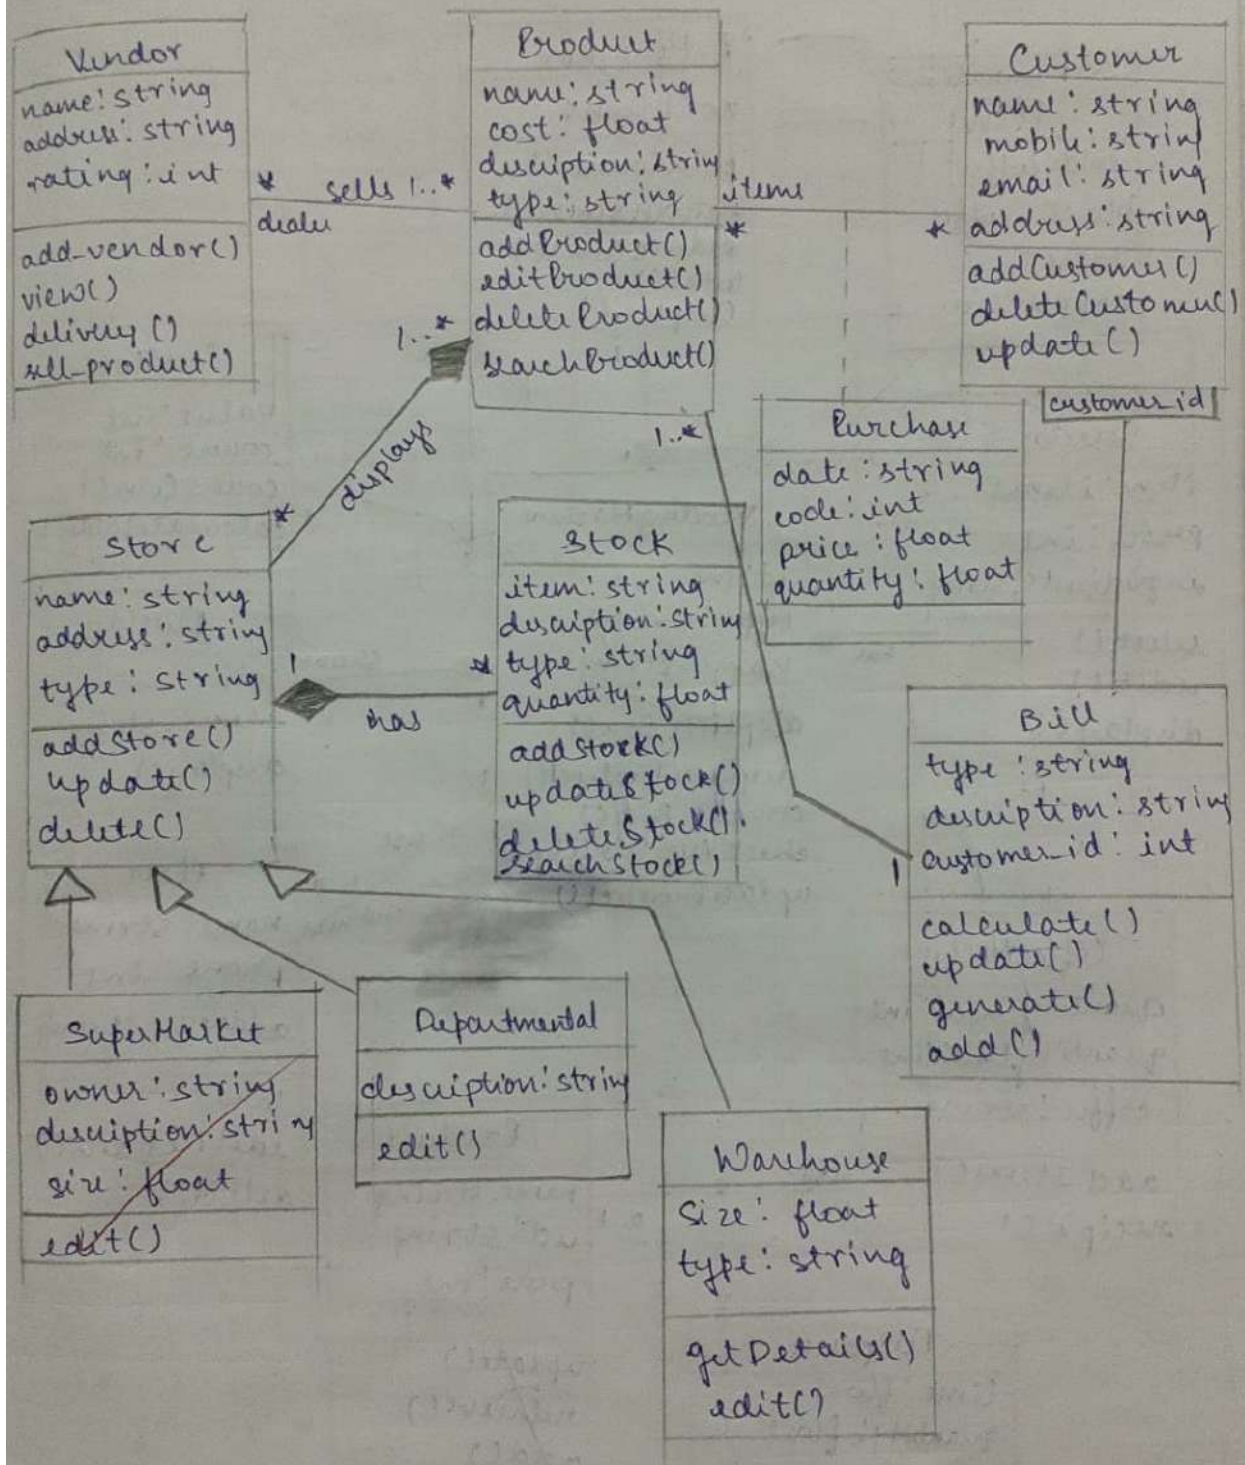 Vendor
name: string
address: string
rating: int
add_vendor()
view()
delivery()
sell_product()
* sells 1..*
dealer
Product
name: string
cost: float
description: string
type: string
addProduct()
editProduct()
deleteProduct()
searchProduct()
items
* *
Customer
name: string
mobile: string
email: string
address: string
addCustomer()
deleteCustomer()
update()
customer_id
Purchase
date: string
code: int
price: float
quantity: float
1..*
displays
*
1..*
Store
name: string
address: string
type: string
addStore()
update()
delete()
1 *
has
Stock
item: string
description: string
type: string
quantity: float
addStock()
updateStock()
deleteStock()
searchStock()
Bill
type: string
description: string
customer_id: int
1
calculate()
update()
generate()
add()
SuperMarket
owner: string
description: string
size: float
edit()
Departmental
description: string
edit()
Warehouse
Size: float
type: string
getDetails()
edit()